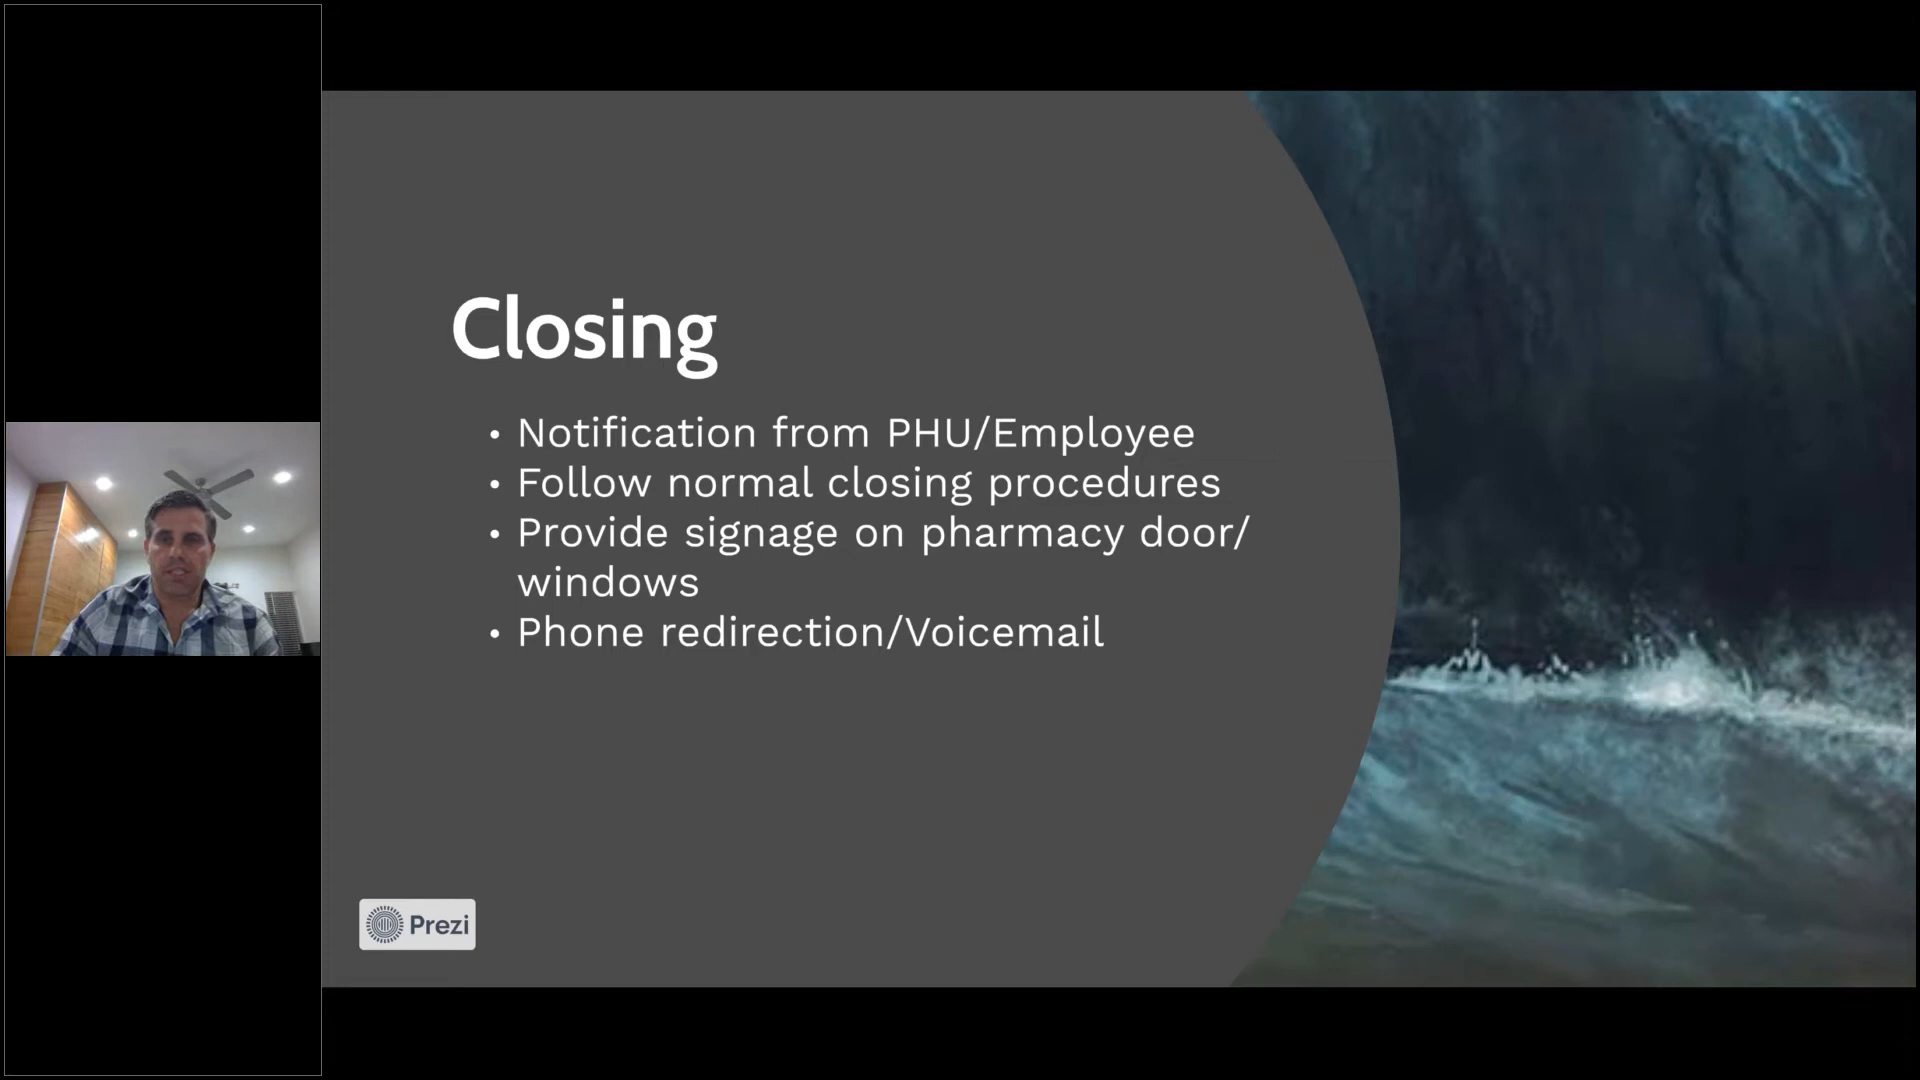 Closing
• Notification from PHU/Employee
• Follow normal closing procedures
• Provide signage on pharmacy door/
windows
• Phone redirection/Voicemail
Prezi